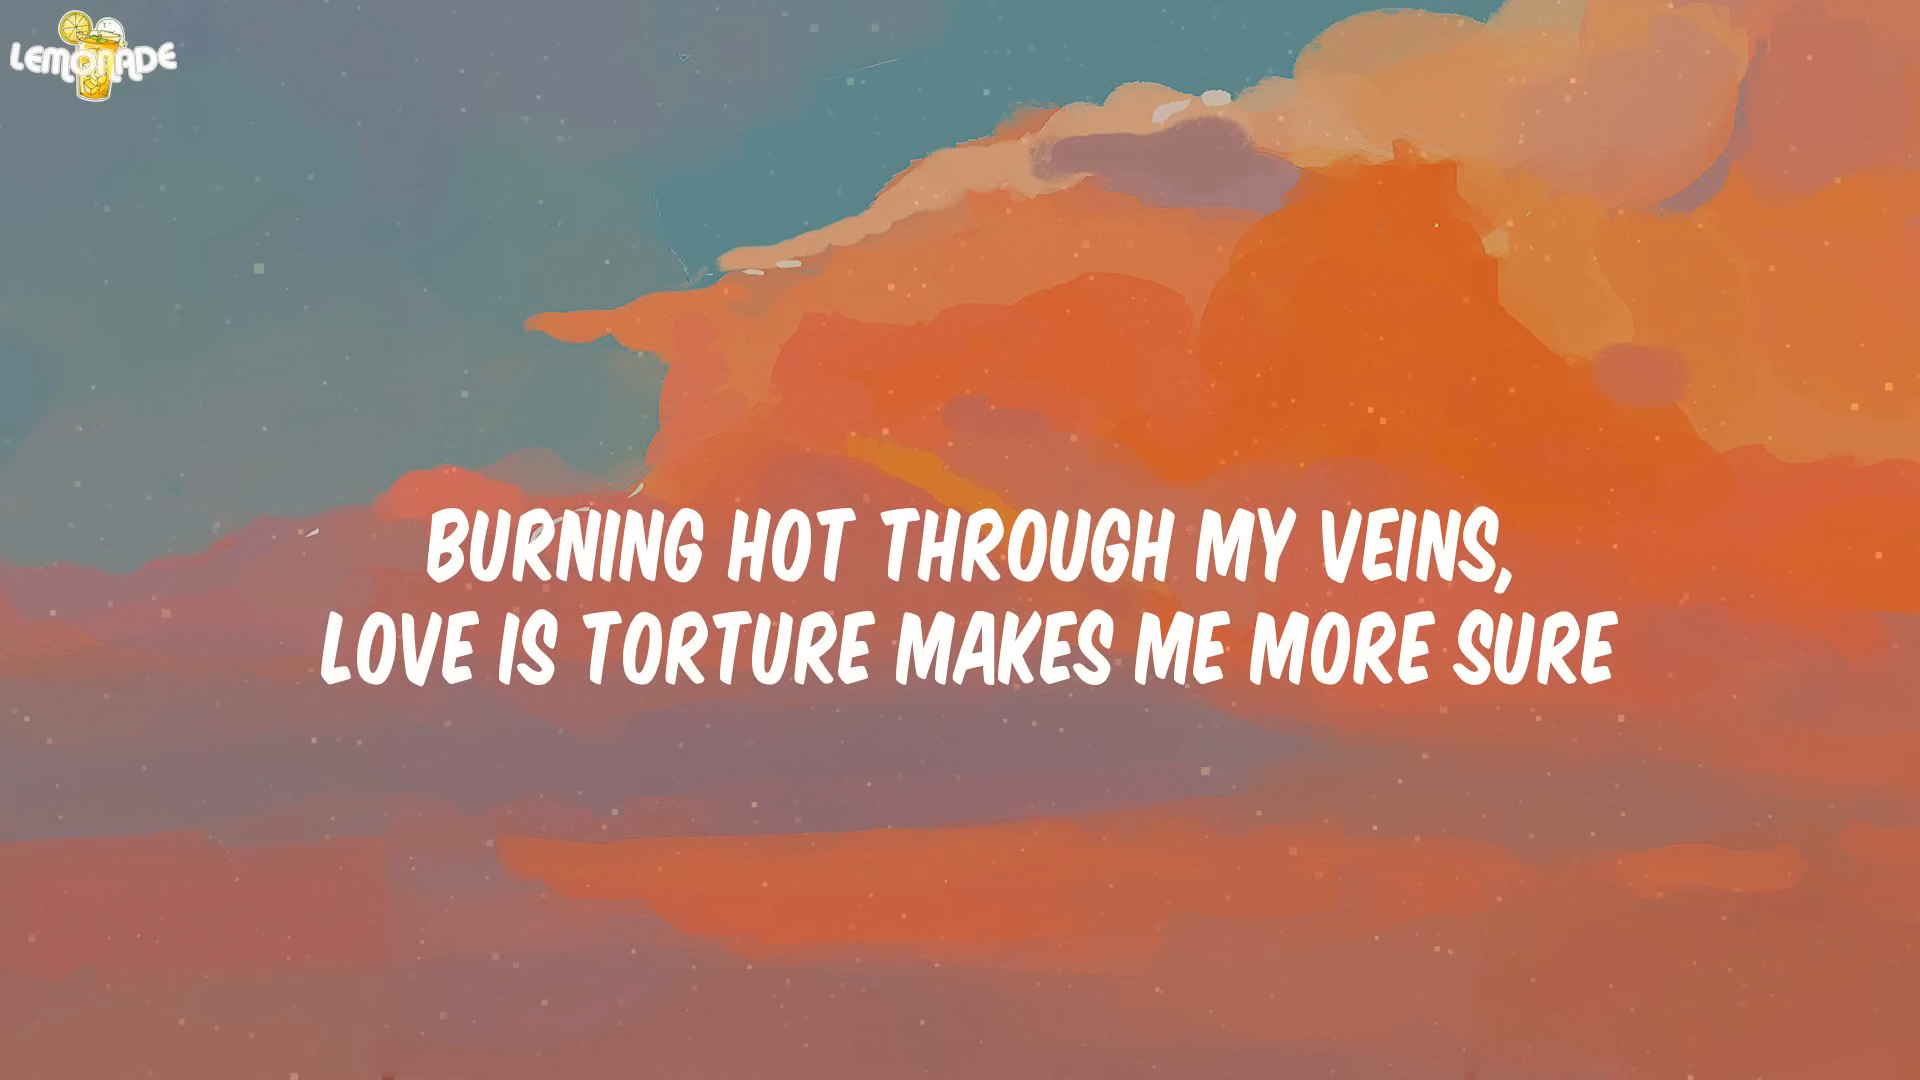 LEMONADE
BURNING HOT THROUGH MY VEINS,
LOVE IS TORTURE MAKES ME MORE SURE